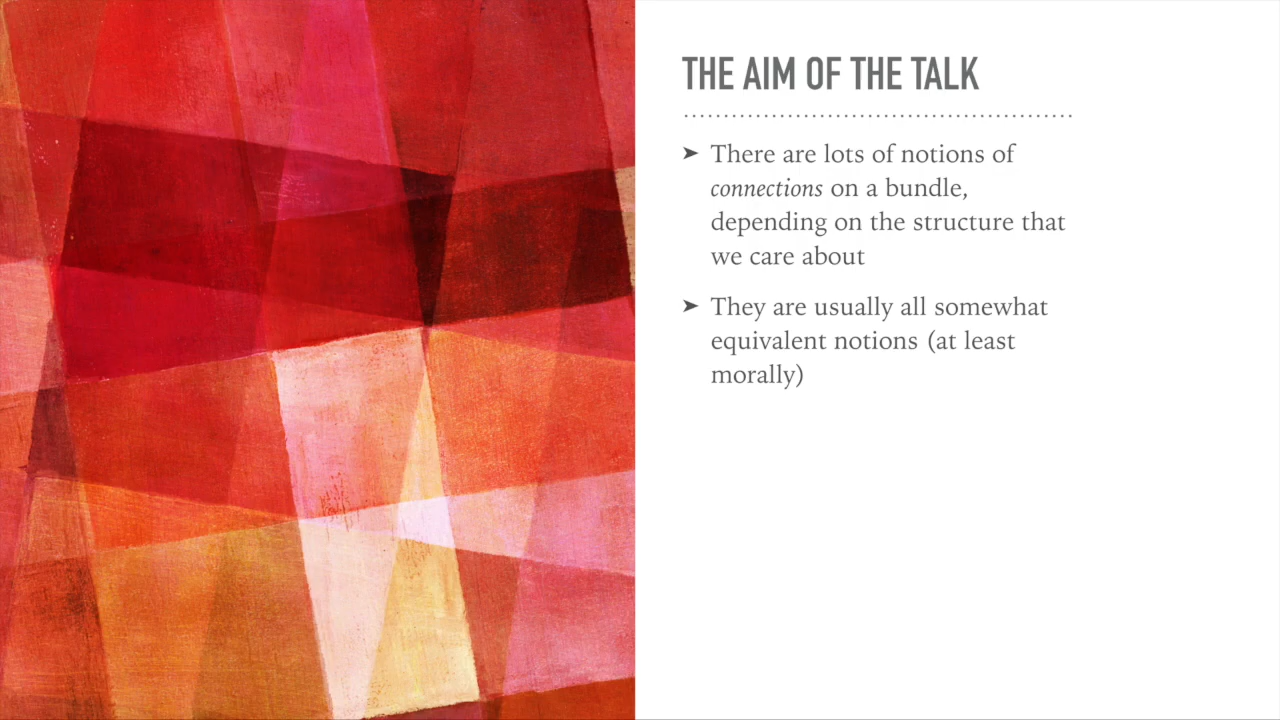 THE AIM OF THE TALK
➤ There are lots of notions of
connections on a bundle,
depending on the structure that
we care about
➤ They are usually all somewhat
equivalent notions (at least
morally)